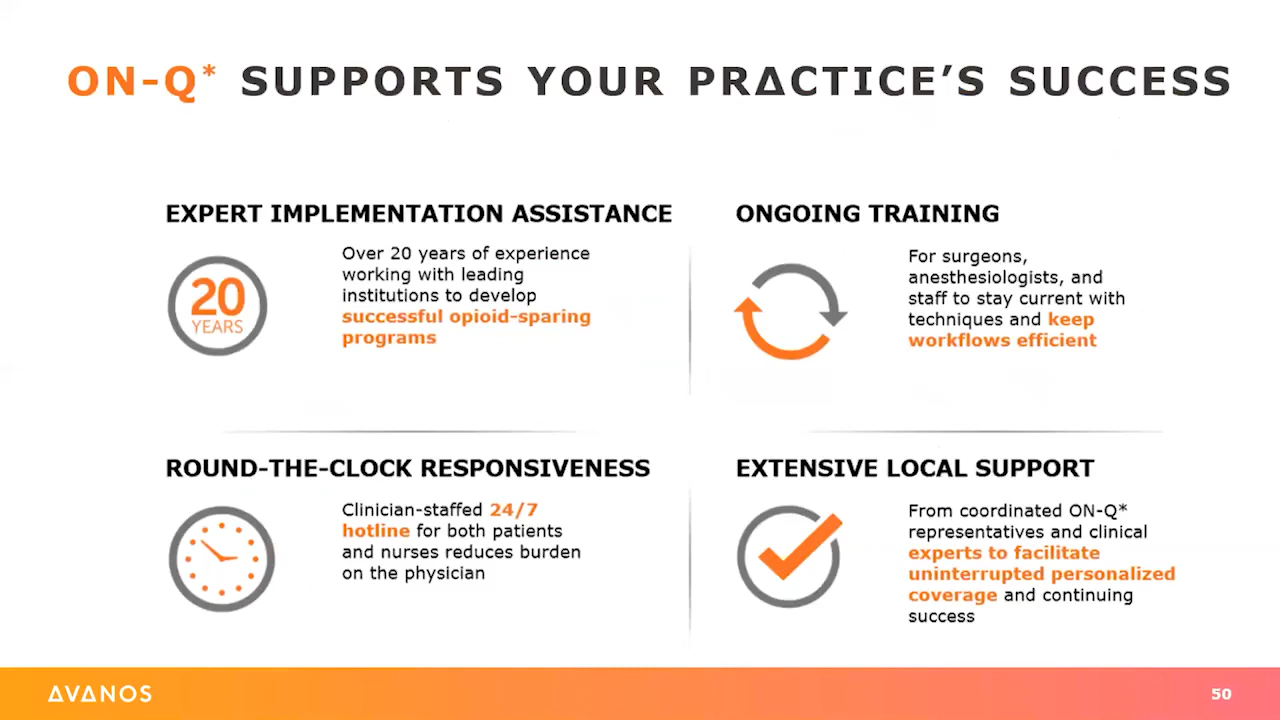 ON-Q* SUPPORTS YOUR PRΔCTICE’S SUCCESS
EXPERT IMPLEMENTATION ASSISTANCE
20
YEARS
Over 20 years of experience
working with leading
institutions to develop
successful opioid-sparing
programs
ONGOING TRAINING
For surgeons,
anesthesiologists, and
staff to stay current with
techniques and keep
workflows efficient
ROUND-THE-CLOCK RESPONSIVENESS
Clinician-staffed 24/7
hotline for both patients
and nurses reduces burden
on the physician
EXTENSIVE LOCAL SUPPORT
From coordinated ON-Q*
representatives and clinical
experts to facilitate
uninterrupted personalized
coverage and continuing
success
ΔVΔNOS
50